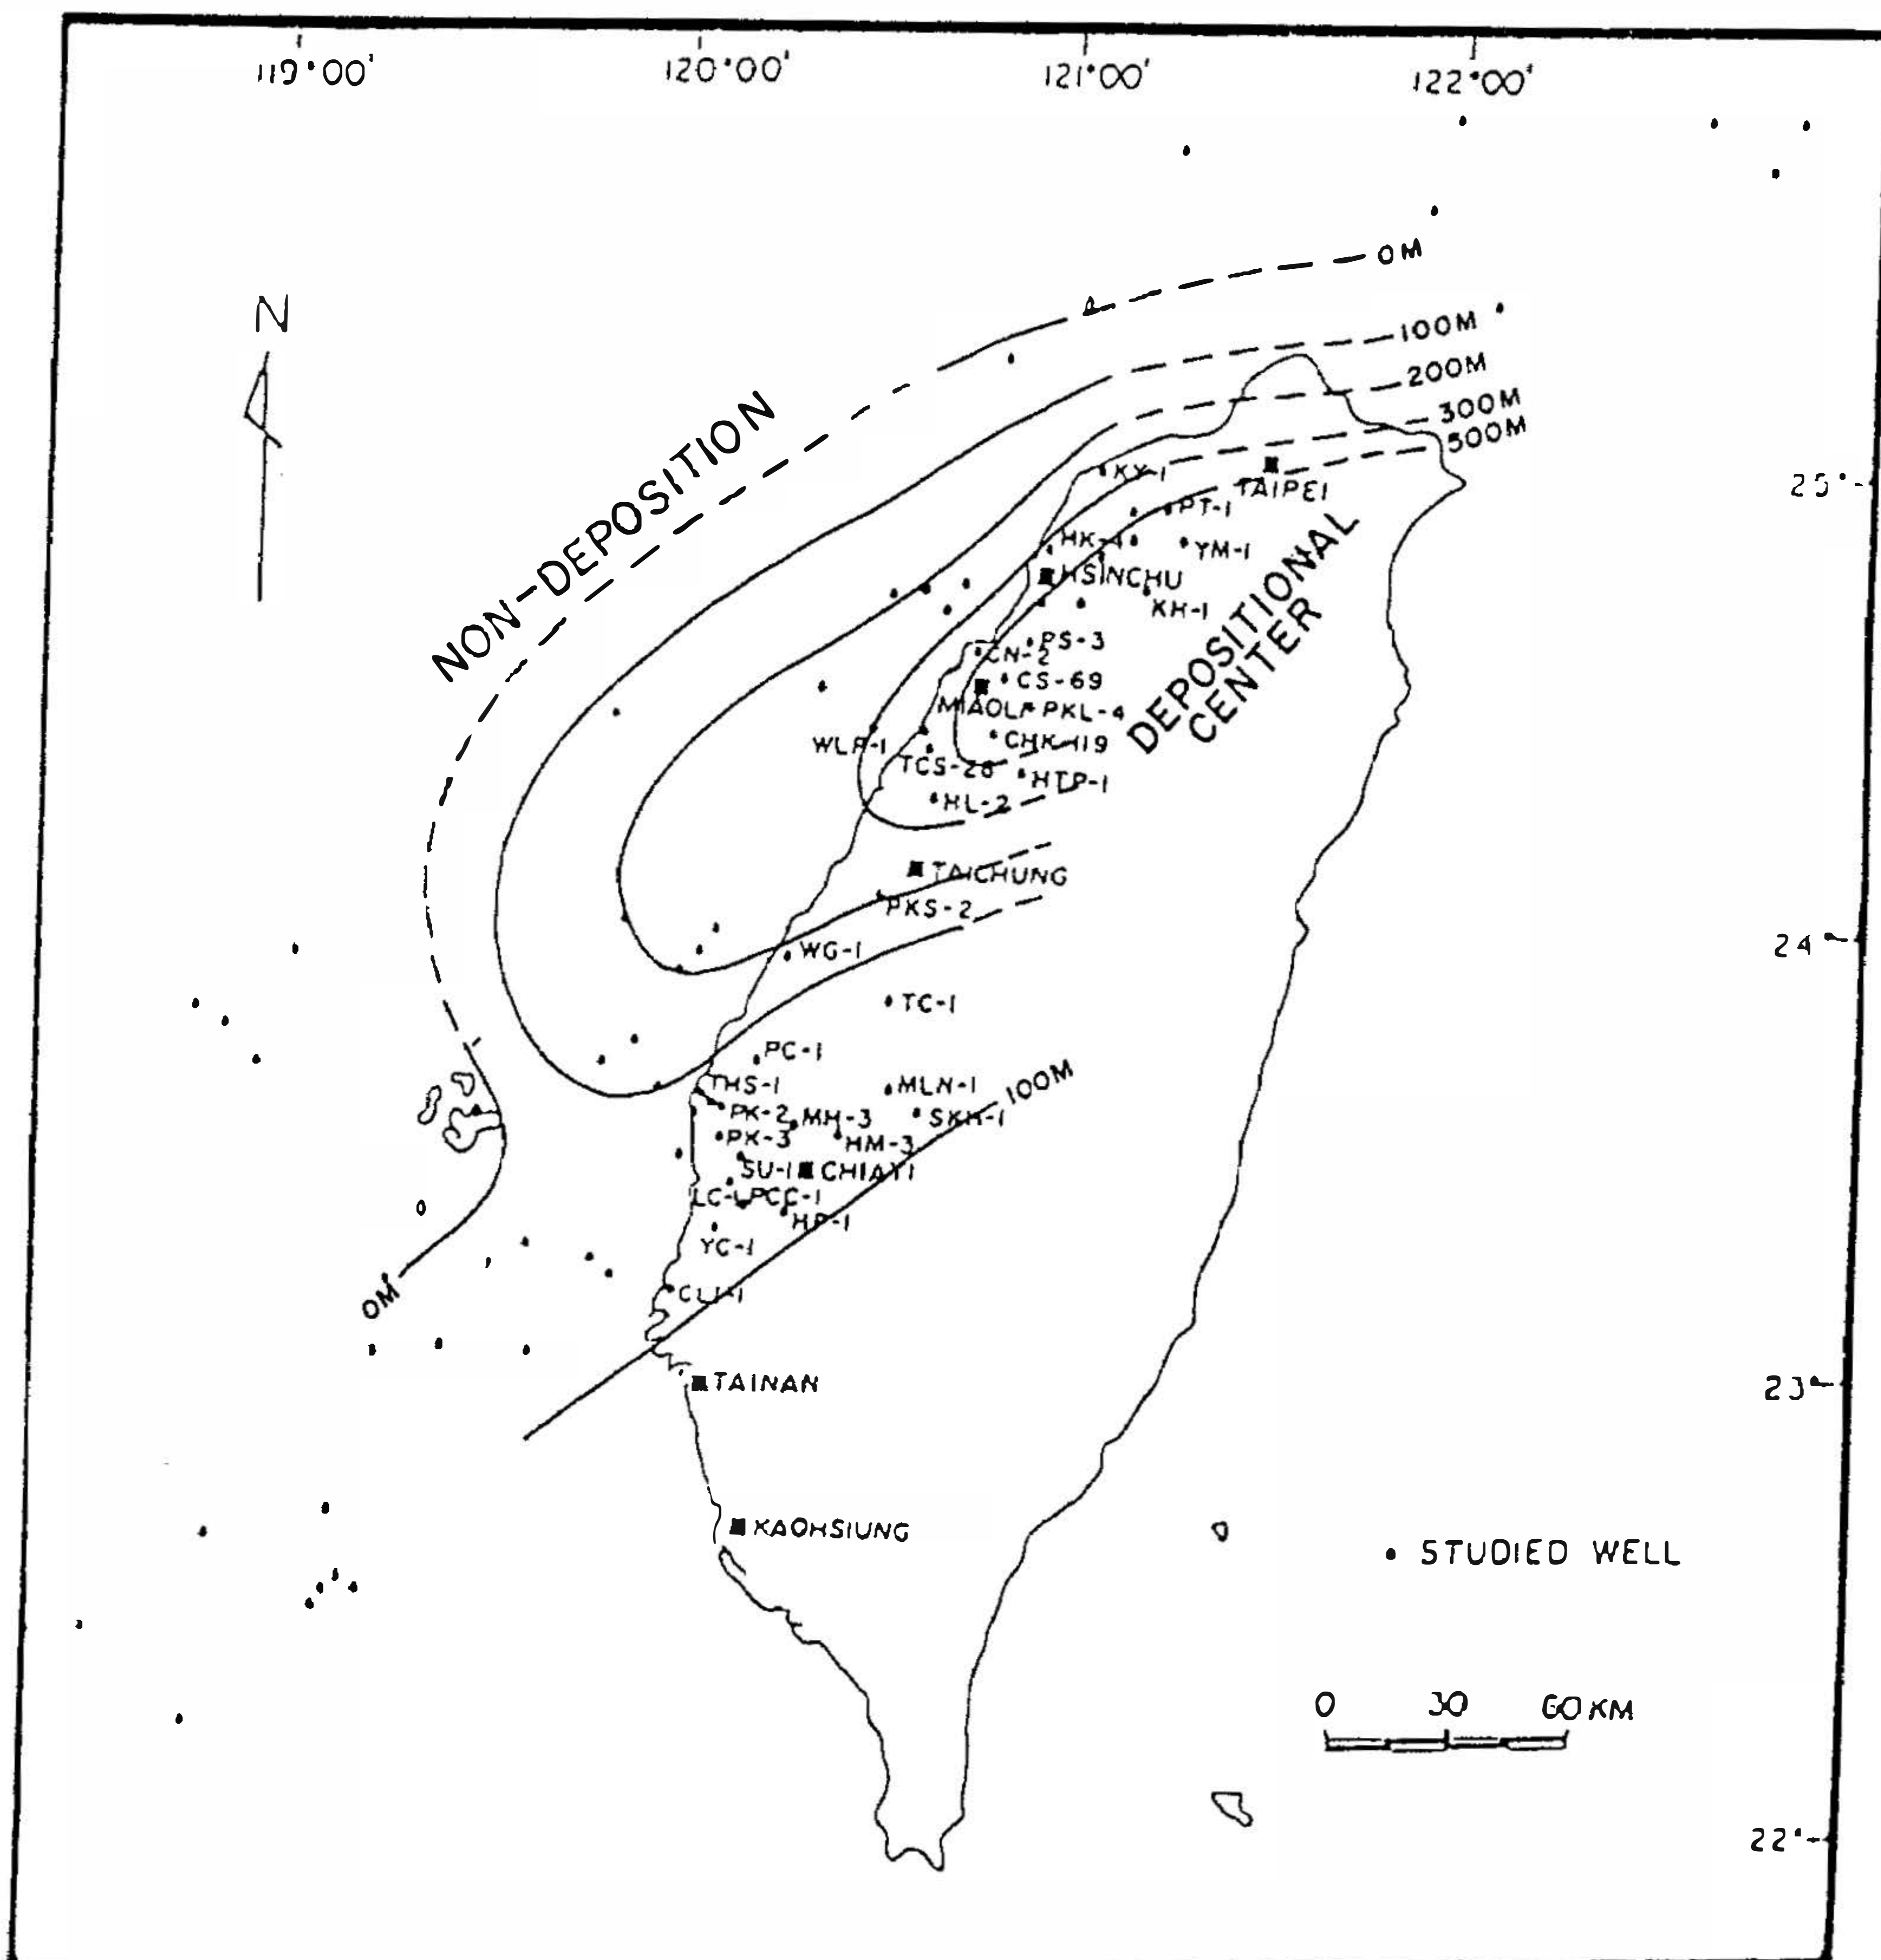 119°00'
120°00'
121°00'
122°00'
N
0M
100M
200M
300M
500M
NON-DEPOSITION
25°
KY-1
TAIPEI
PT-1
HK-4
YM-1
HSINCHU
KH-1
PS-3
CN-2
CS-69
DEPOSITIONAL
CENTER
PKL-4
CHK-119
TCS-28
HTP-1
HL-2
TAICHUNG
PKS-2
WG-1
24°
TC-1
PC-1
THS-1
MLN-1
100M
PK-2
MH-3
SKH-1
PK-3
HM-3
SU-1
CHIAYI
PCC-1
YC-1
0M
23°
TAINAN
KAOHSIUNG
STUDIED WELL
0 30 60 KM
22°